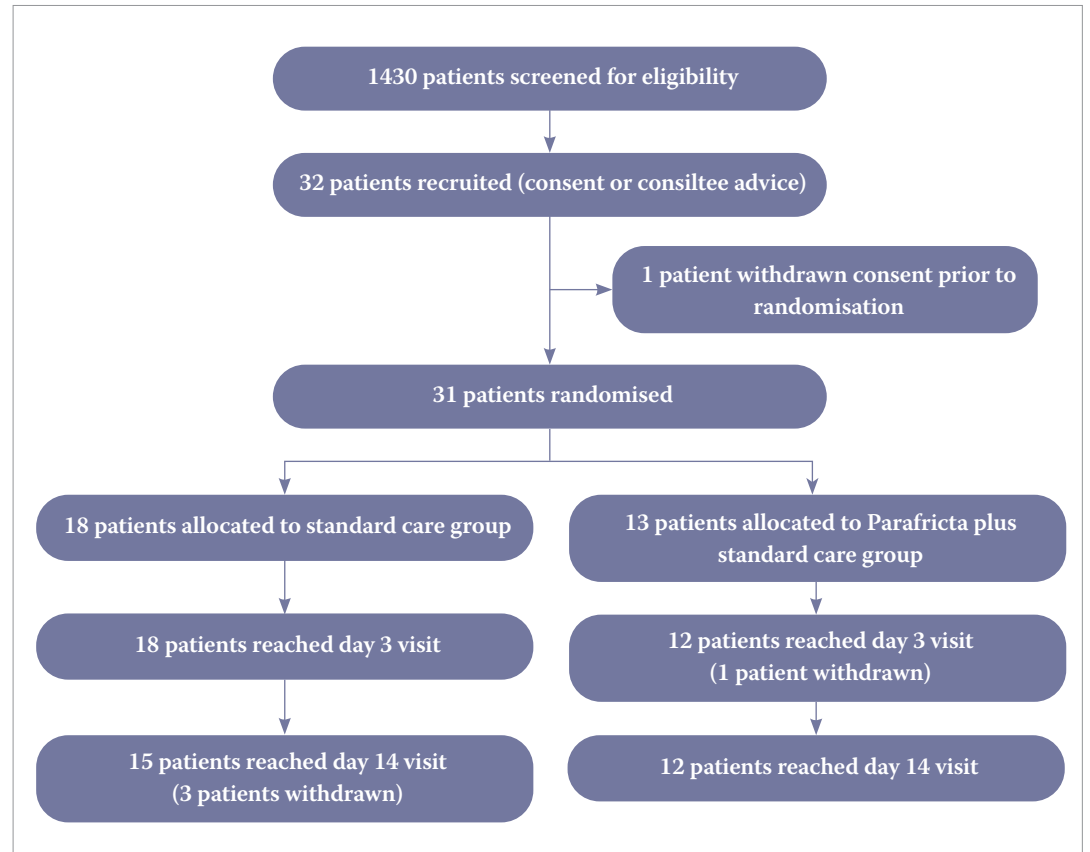 1430 patients screened for eligibility
32 patients recruited (consent or consiltee advice)
1 patient withdrawn consent prior to
randomisation
31 patients randomised
18 patients allocated to standard care group
13 patients allocated to Parafricta plus
standard care group
18 patients reached day 3 visit
12 patients reached day 3 visit
(1 patient withdrawn)
15 patients reached day 14 visit
(3 patients withdrawn)
12 patients reached day 14 visit